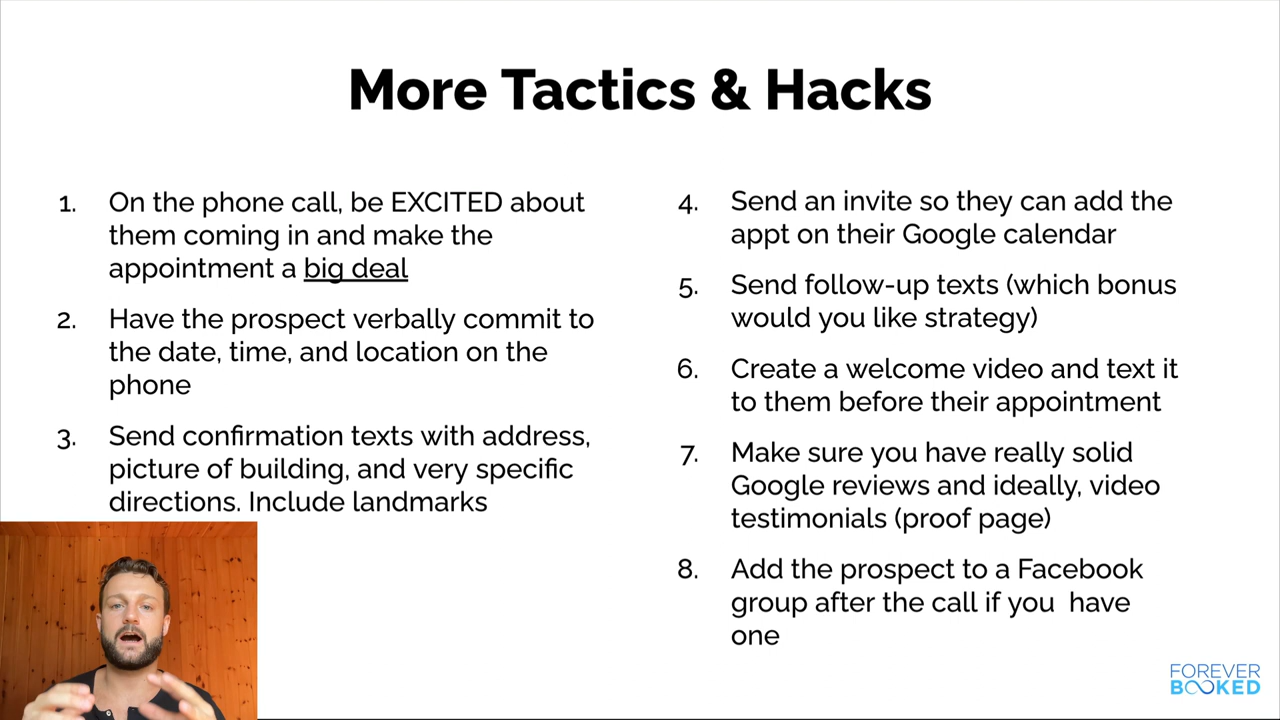 More Tactics & Hacks
1. On the phone call, be EXCITED about
them coming in and make the
appointment a big deal
2. Have the prospect verbally commit to
the date, time, and location on the
phone
3. Send confirmation texts with address,
picture of building, and very specific
directions. Include landmarks
4. Send an invite so they can add the
appt on their Google calendar
5. Send follow-up texts (which bonus
would you like strategy)
6. Create a welcome video and text it
to them before their appointment
7. Make sure you have really solid
Google reviews and ideally, video
testimonials (proof page)
8. Add the prospect to a Facebook
group after the call if you  have
one
FOREVER
BOOKED